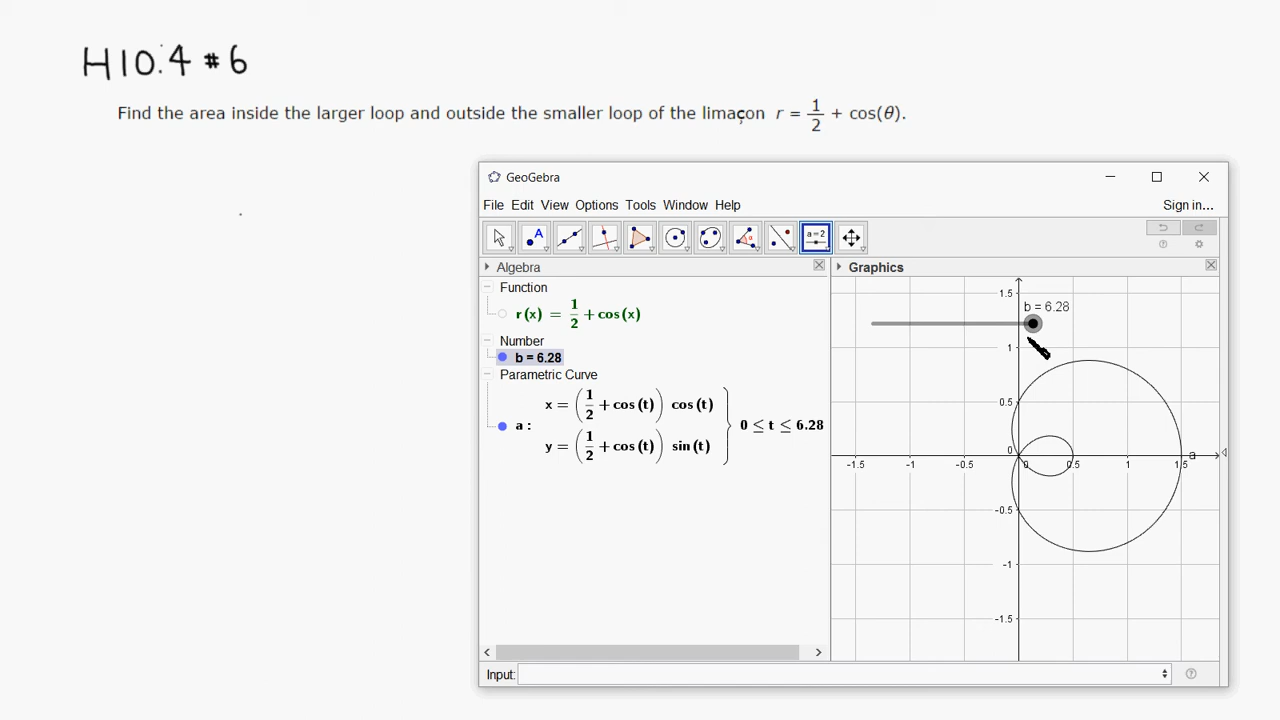 H10.4 #6
Find the area inside the larger loop and outside the smaller loop of the limaçon r = 1/2 + cos(θ).
GeoGebra
File Edit View Options Tools Window Help Sign in...
A a=2
Algebra
Graphics
Function
r(x) = 1/2 + cos(x)
Number
b = 6.28
Parametric Curve
a: x = (1/2 + cos(t)) cos(t)
y = (1/2 + cos(t)) sin(t)
} 0 ≤ t ≤ 6.28
b = 6.28
1.5
1
0.5
0
-0.5
-1
-1.5
-1.5 -1 -0.5 0 0.5 1 1.5 a
Input: